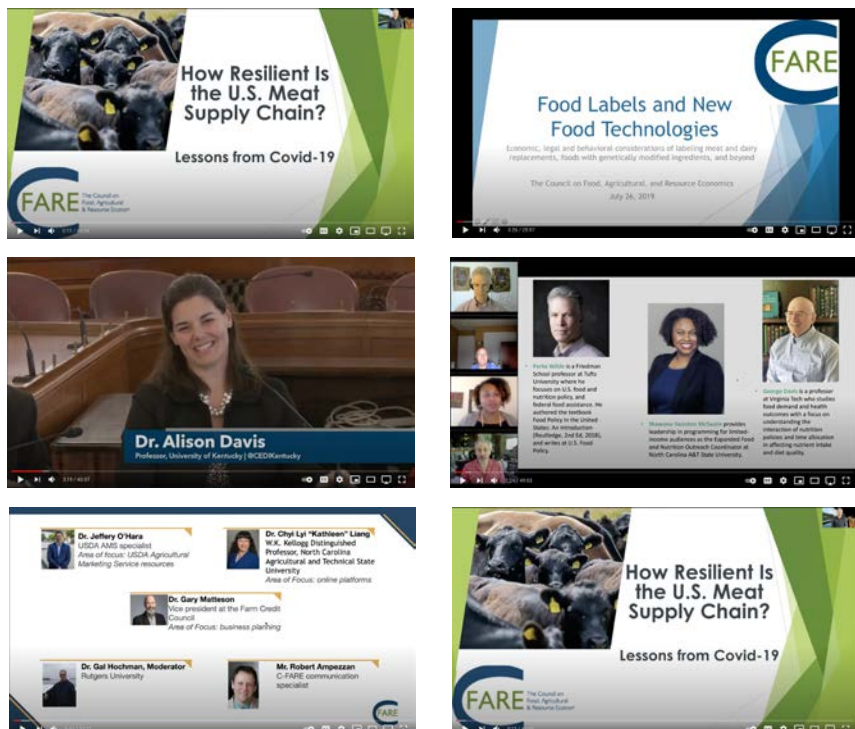 How Resilient Is
the U.S. Meat
Supply Chain?
Lessons from Covid-19
CFARE
The Council on
Food, Agricultural
& Resource Economics
CFARE
Food Labels and New
Food Technologies
Economic, legal and behavioral considerations of labeling meat and dairy
replacements, foods with genetically modified ingredients, and beyond
The Council on Food, Agricultural, and Resource Economics
July 26, 2019
Dr. Alison Davis
Professor, University of Kentucky | @CEDIKentucky
3:19 / 40:07
Parke Wilde is a Friedman
School professor at Tufts
University where he
focuses on U.S. food and
nutrition policy, and
federal food assistance. He
authored the textbook
Food Policy in the United
States: An Introduction
(Routledge, 2nd Ed, 2018),
and writes at U.S. Food
Policy.
McSwain provides
leadership in programming for limited-
income audiences as the Expanded Food
and Nutrition Outreach Coordinator at
North Carolina A&T State University.
George Davis is a professor
at Virginia Tech who studies
food demand and health
outcomes with a focus on
understanding the
interaction of nutrition
policies and time allocation
in affecting nutrient intake
and diet quality.
Dr. Jeffery O'Hara
USDA AMS specialist
Area of focus: USDA Agricultural
Marketing Service resources
Dr. Chyi Lyi "Kathleen" Liang
W.K. Kellogg Distinguished
Professor, North Carolina
Agricultural and Technical State
University
Area of Focus: online platforms
Dr. Gary Matteson
Vice president at the Farm Credit
Council
Area of Focus: business planning
Dr. Gal Hochman, Moderator
Rutgers University
Mr. Robert Ampezzan
C-FARE communication
specialist
CFARE
How Resilient Is
the U.S. Meat
Supply Chain?
Lessons from Covid-19
CFARE
The Council on
Food, Agricultural
& Resource Economics